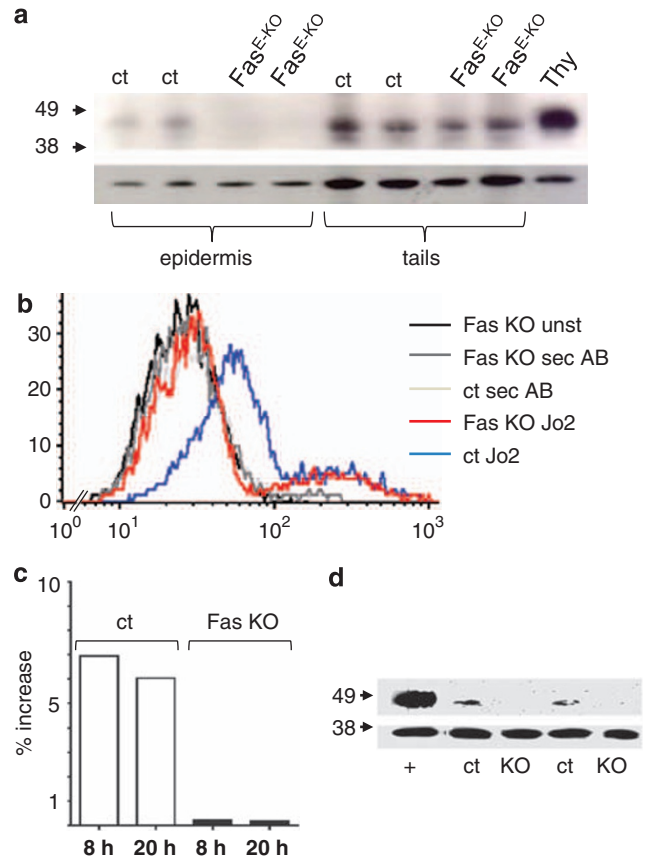 a
ct ct Fas^E-KO Fas^E-KO ct ct Fas^E-KO Fas^E-KO Thy
49
38
epidermis tails
b
30
20
10
0
10^0 10^1 10^2 10^3
Fas KO unst
Fas KO sec AB
ct sec AB
Fas KO Jo2
ct Jo2
c
10
5
1
% increase
ct Fas KO
8 h 20 h 8 h 20 h
d
49
38
+ ct KO ct KO